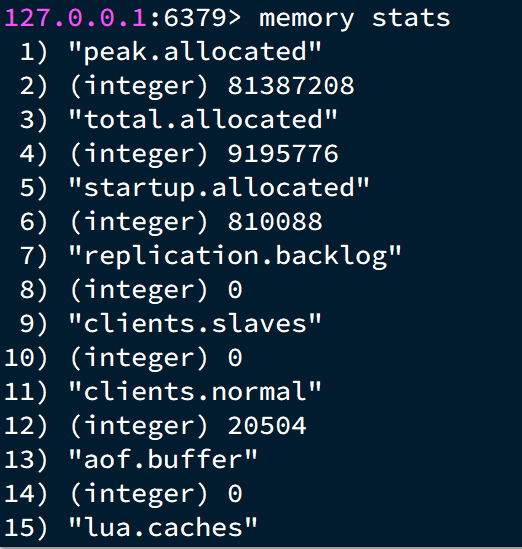 127.0.0.1:6379> memory stats
 1) "peak.allocated"
 2) (integer) 81387208
 3) "total.allocated"
 4) (integer) 9195776
 5) "startup.allocated"
 6) (integer) 810088
 7) "replication.backlog"
 8) (integer) 0
 9) "clients.slaves"
10) (integer) 0
11) "clients.normal"
12) (integer) 20504
13) "aof.buffer"
14) (integer) 0
15) "lua.caches"